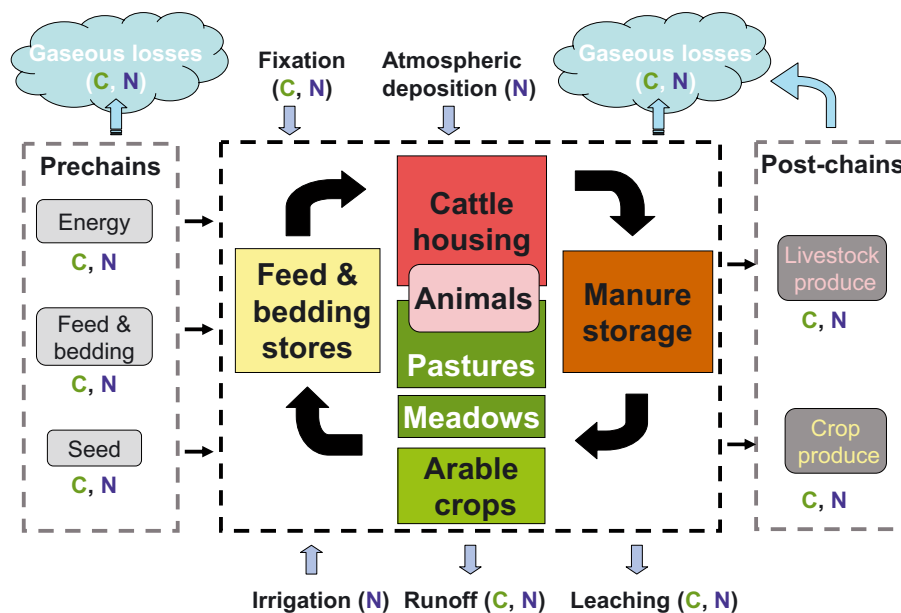 Gaseous losses
(C, N)
Fixation
(C, N)
Atmospheric
deposition (N)
Gaseous losses
(C, N)
Prechains
Energy
C, N
Feed &
bedding
C, N
Seed
C, N
Feed &
bedding
stores
Cattle
housing
Animals
Pastures
Meadows
Arable
crops
Manure
storage
Post-chains
Livestock
produce
C, N
Crop
produce
C, N
Irrigation (N)
Runoff (C, N)
Leaching (C, N)